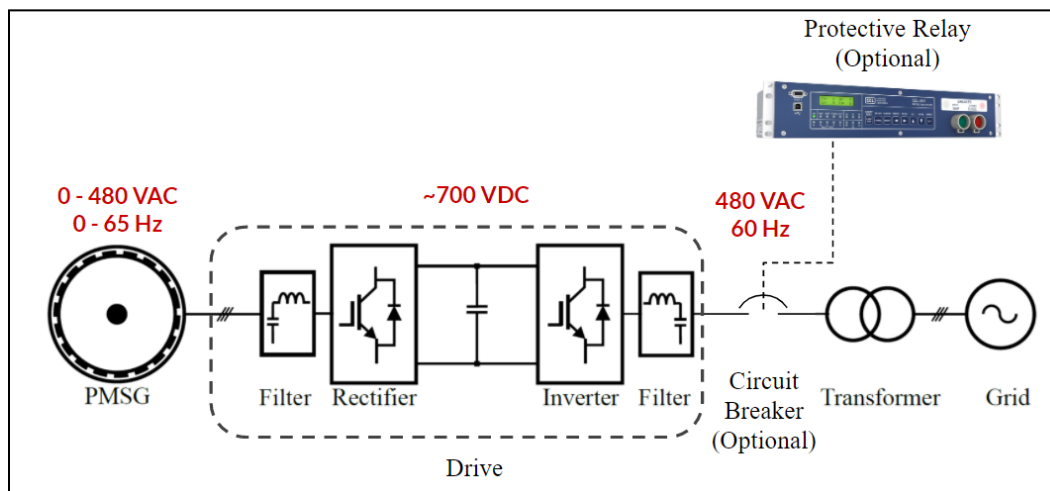 Protective Relay
(Optional)
SEL
0 - 480 VAC
0 - 65 Hz
~700 VDC
480 VAC
60 Hz
PMSG
Filter
Rectifier
Inverter
Filter
Circuit
Breaker
(Optional)
Transformer
Grid
Drive